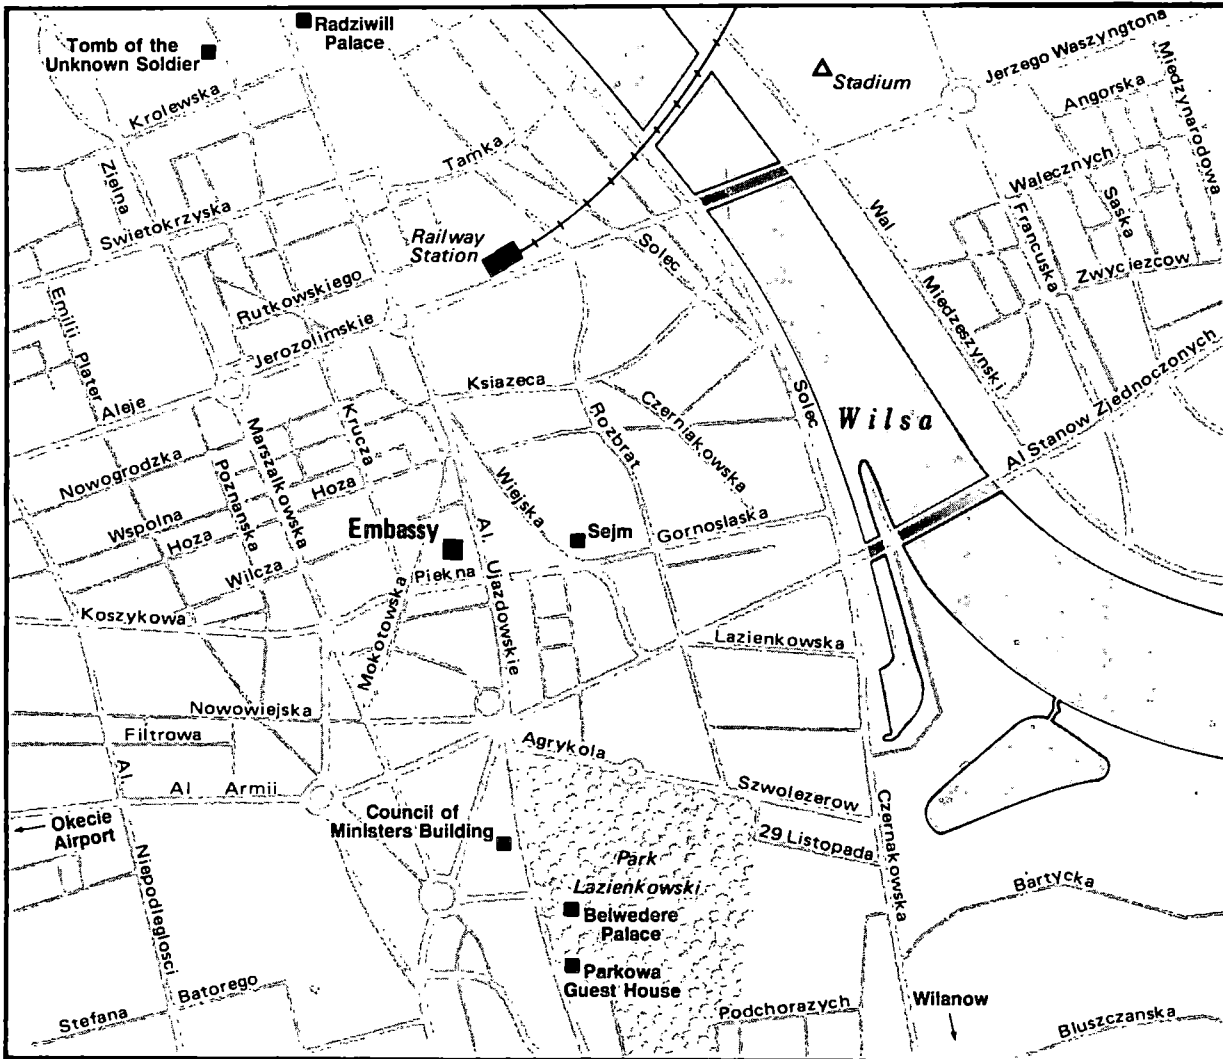 Radziwill
Palace
Tomb of the
Unknown Soldier
Stadium
Jerzego Waszyngtona
Miedzynarodowa
Angorska
Krolewska
Tamka
Walecznych
Zielna
Swietokrzyska
Wal
Saska
Francuska
Railway
Station
Solec
Zwyciezcow
Rutkowskiego
Emilii Plater
Miedzeszynski
Jerozolimskie
Ksiazeca
Aleje
Solec
Wilsa
Al Stanow Zjednoczonych
Krucza
Czerniakowska
Rozbrat
Marszalkowska
Nowogrodzka
Poznanska
Hoza
Wiejska
Wspolna
Hoza
Embassy
Al. Ujazdowskie
Sejm
Gornoslaska
Wilcza
Piekna
Koszykowa
Mokotowska
Lazienkowska
Nowowiejska
Filtrowa
Agrykola
Al. Niepodleglosci
Al Armii
Szwolezerow
Okecie
Airport
Council of
Ministers Building
29 Listopada
Czernakowska
Park
Lazienkowski
Bartycka
Belwedere
Palace
Parkowa
Guest House
Stefana Batorego
Podchorazych
Wilanow
Bluszczanska